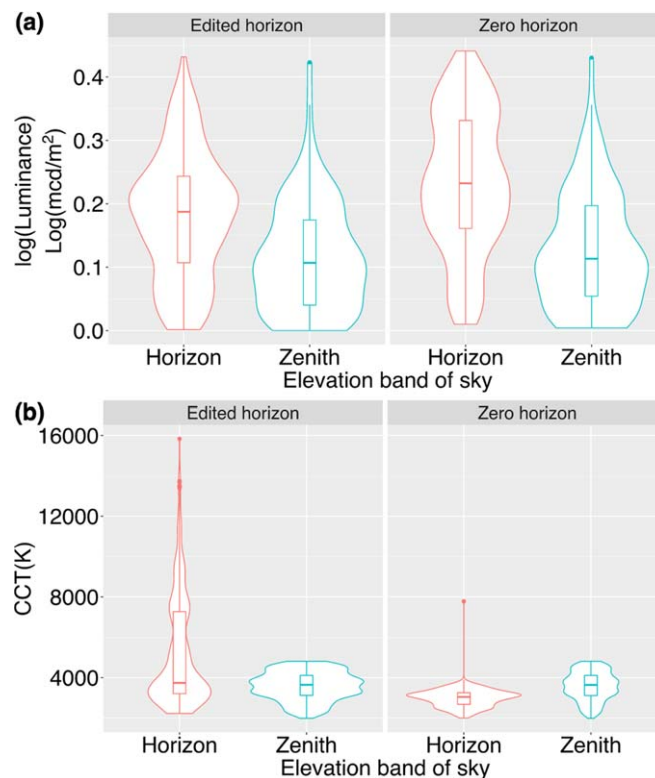 (a)
Edited horizon Zero horizon
log(Luminance)
Log(mcd/m²)
0.4
0.3
0.2
0.1
0.0
Horizon Zenith Horizon Zenith
Elevation band of sky
(b)
Edited horizon Zero horizon
CCT(K)
16000
12000
8000
4000
Horizon Zenith Horizon Zenith
Elevation band of sky